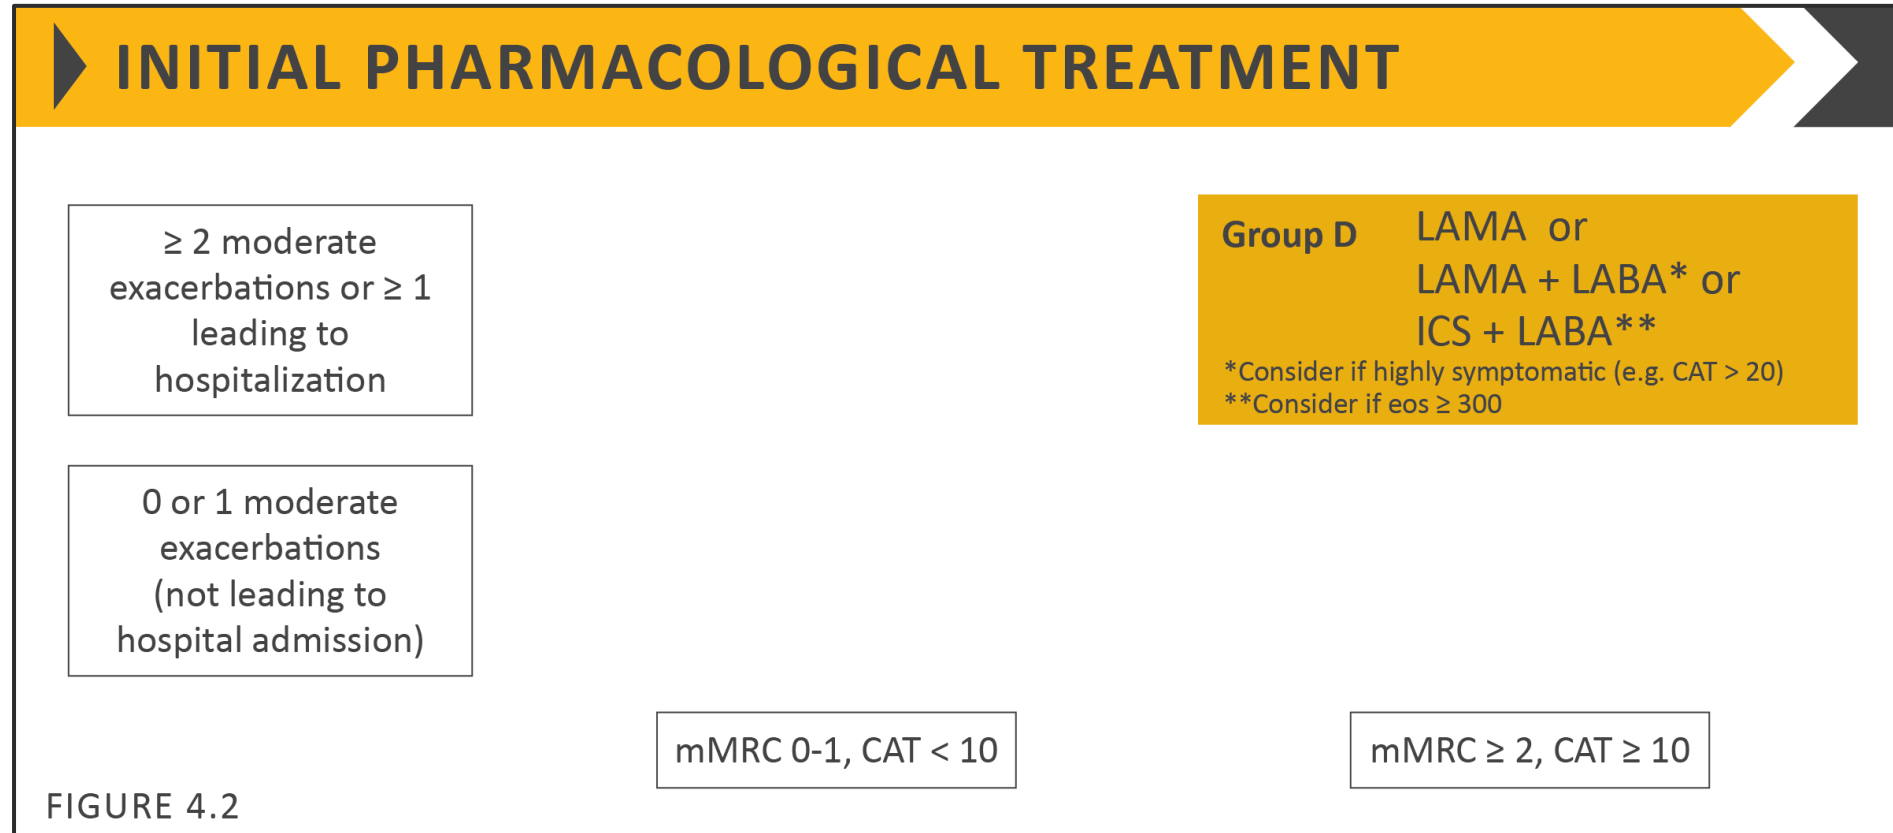 INITIAL PHARMACOLOGICAL TREATMENT
≥ 2 moderate
exacerbations or ≥ 1
leading to
hospitalization
Group D
LAMA or
LAMA + LABA* or
ICS + LABA**
*Consider if highly symptomatic (e.g. CAT > 20)
**Consider if eos ≥ 300
0 or 1 moderate
exacerbations
(not leading to
hospital admission)
mMRC 0-1, CAT < 10
mMRC ≥ 2, CAT ≥ 10
FIGURE 4.2